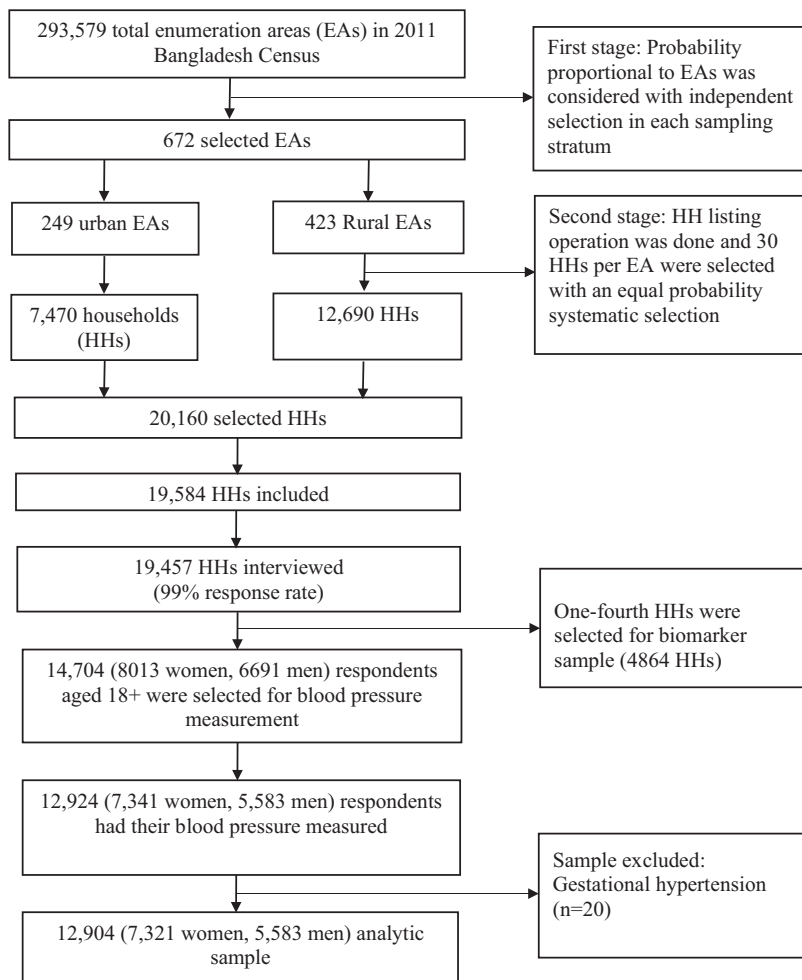 293,579 total enumeration areas (EAs) in 2011
Bangladesh Census
First stage: Probability
proportional to EAs was
considered with independent
selection in each sampling
stratum
672 selected EAs
249 urban EAs
423 Rural EAs
Second stage: HH listing
operation was done and 30
HHs per EA were selected
with an equal probability
systematic selection
7,470 households
(HHs)
12,690 HHs
20,160 selected HHs
19,584 HHs included
19,457 HHs interviewed
(99% response rate)
One-fourth HHs were
selected for biomarker
sample (4864 HHs)
14,704 (8013 women, 6691 men) respondents
aged 18+ were selected for blood pressure
measurement
12,924 (7,341 women, 5,583 men) respondents
had their blood pressure measured
Sample excluded:
Gestational hypertension
(n=20)
12,904 (7,321 women, 5,583 men) analytic
sample